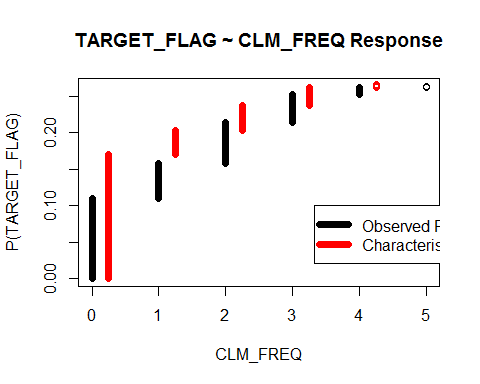 TARGET_FLAG ~ CLM_FREQ Response
P(TARGET_FLAG)
0.20
0.10
0.00
Observed
Characteris
0 1 2 3 4 5
CLM_FREQ